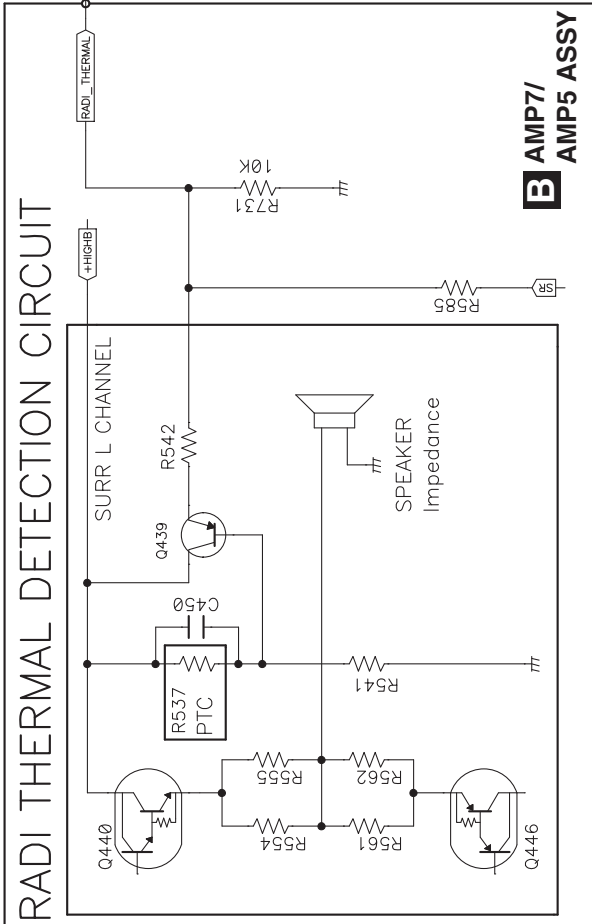 RADI THERMAL DETECTION CIRCUIT
RADI_THERMAL
+HIGHB
SURR L CHANNEL
R731
10K
R585
SR
R542
Q439
C450
R537
PTC
R541
SPEAKER
Impedance
Q440
R555
R554
R562
R561
Q446
B AMP7/
AMP5 ASSY